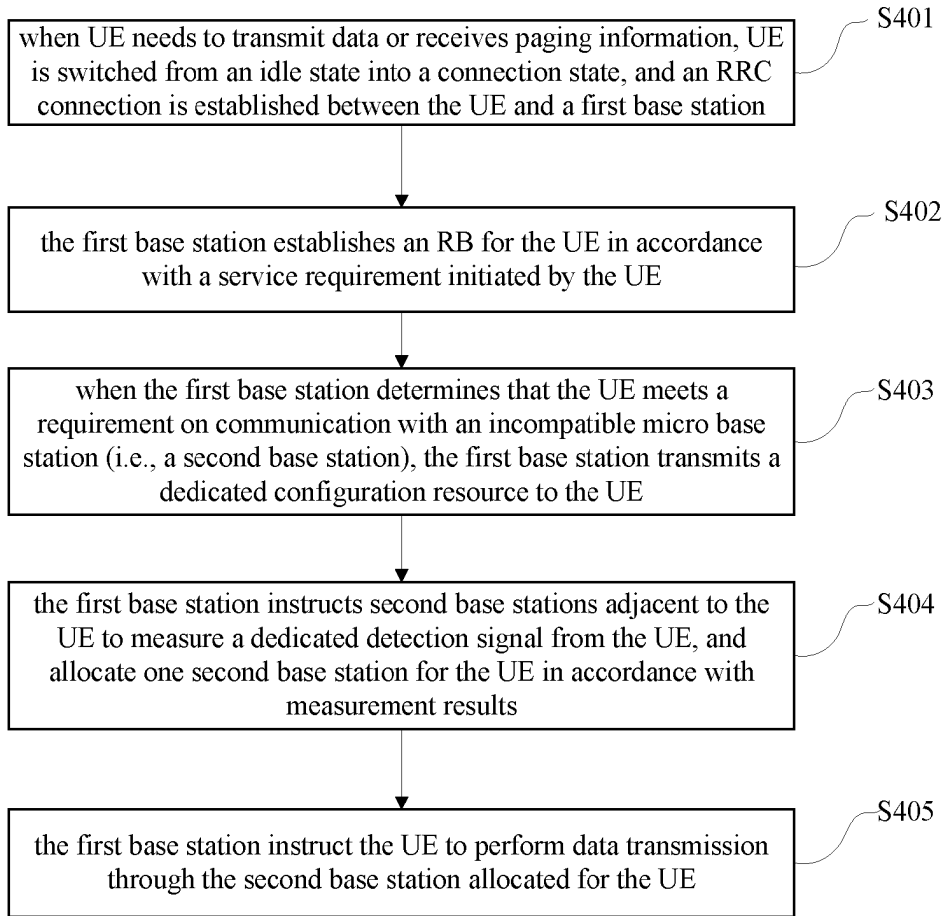 S401
when UE needs to transmit data or receives paging information, UE
is switched from an idle state into a connection state, and an RRC
connection is established between the UE and a first base station
S402
the first base station establishes an RB for the UE in accordance
with a service requirement initiated by the UE
S403
when the first base station determines that the UE meets a
requirement on communication with an incompatible micro base
station (i.e., a second base station), the first base station transmits a
dedicated configuration resource to the UE
S404
the first base station instructs second base stations adjacent to the
UE to measure a dedicated detection signal from the UE, and
allocate one second base station for the UE in accordance with
measurement results
S405
the first base station instruct the UE to perform data transmission
through the second base station allocated for the UE